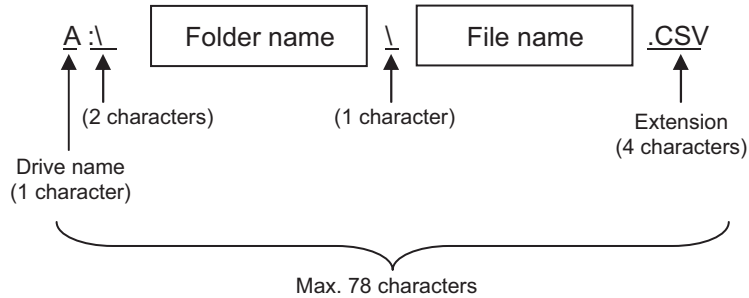 A :\ Folder name \ File name .CSV
(2 characters) (1 character)
Extension
(4 characters)
Drive name
(1 character)
Max. 78 characters